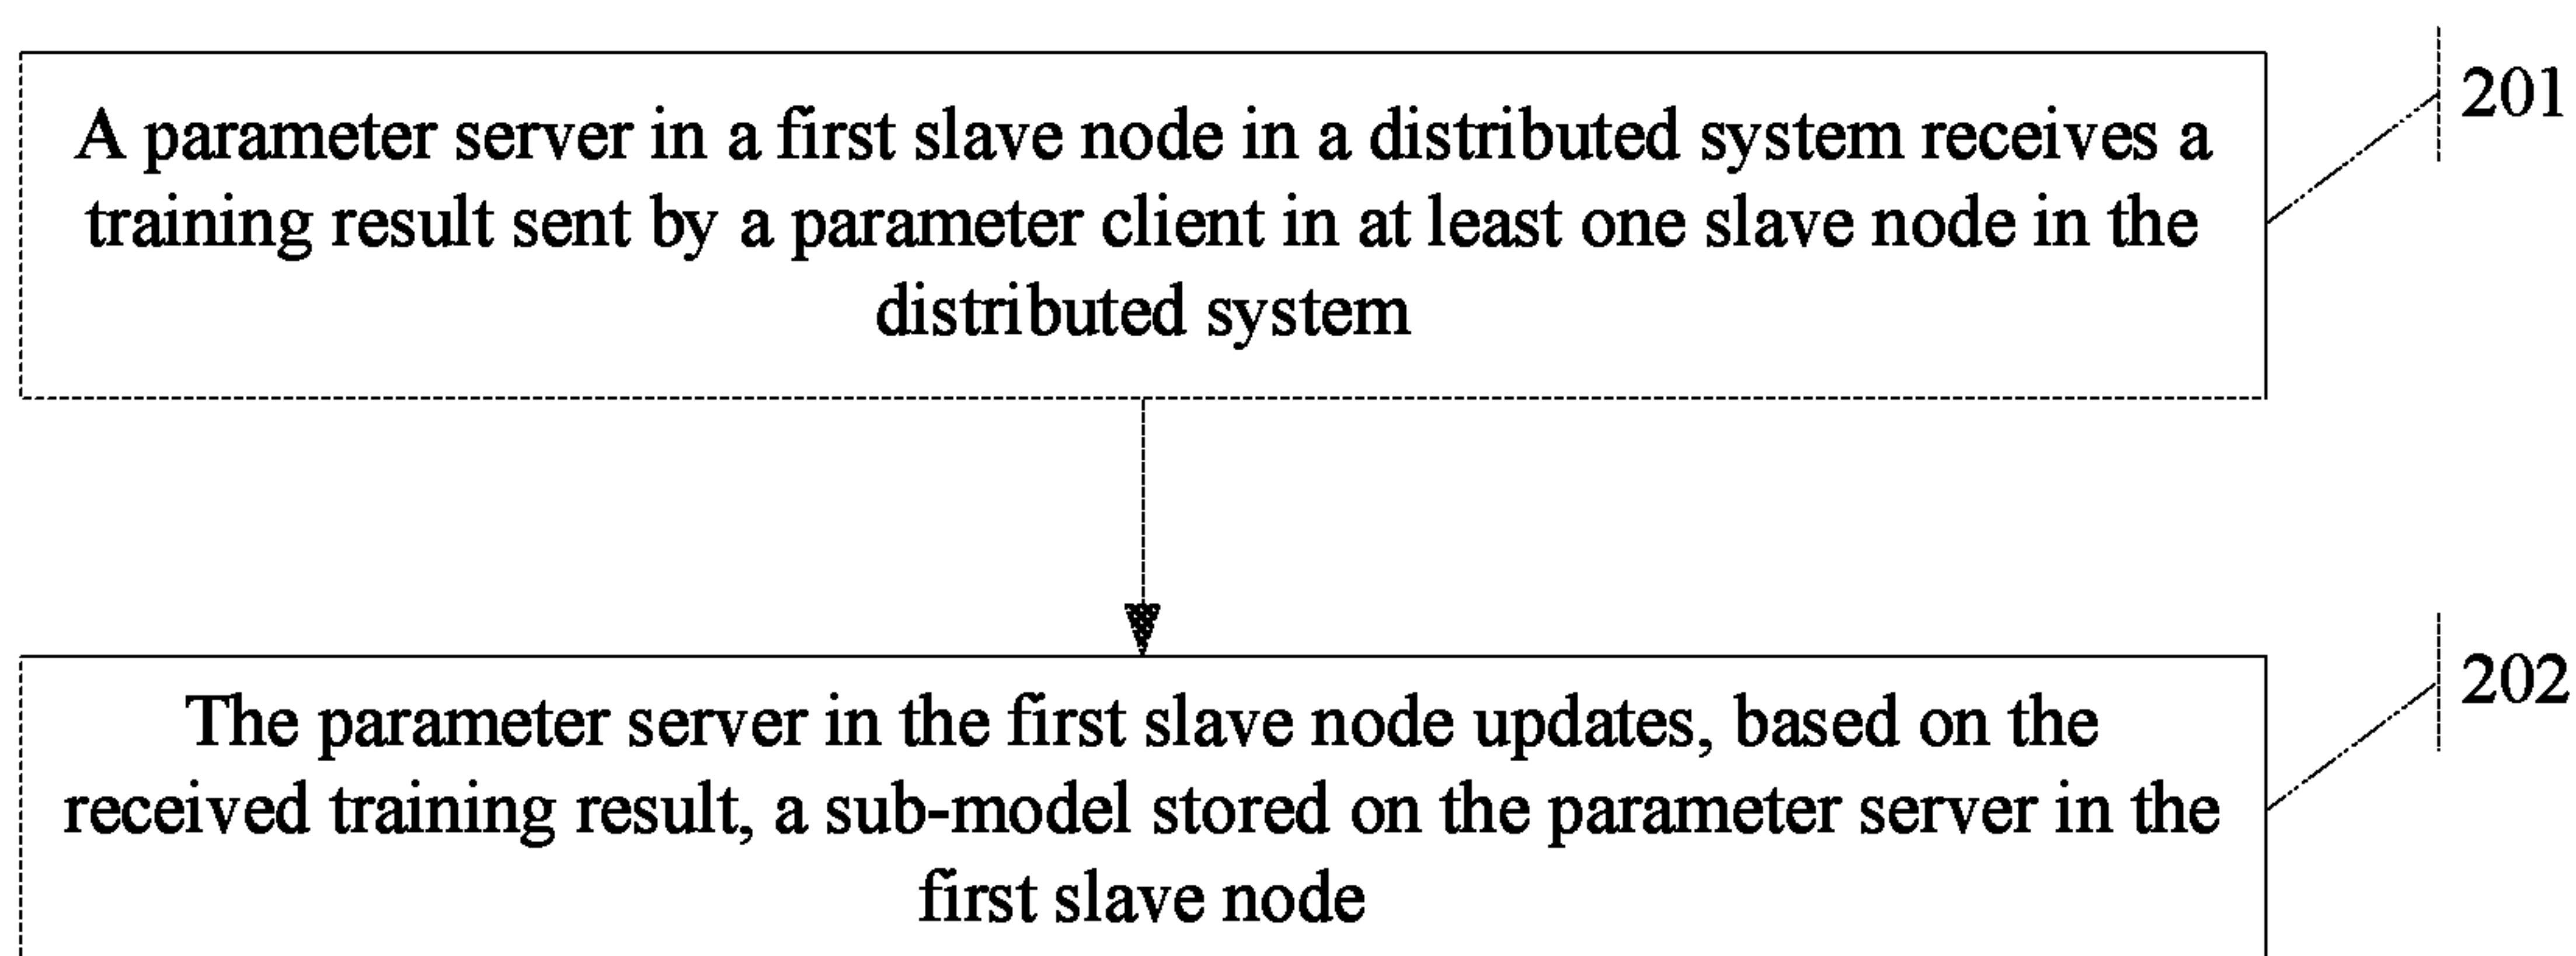 A parameter server in a first slave node in a distributed system receives a
training result sent by a parameter client in at least one slave node in the
distributed system
201
The parameter server in the first slave node updates, based on the
received training result, a sub-model stored on the parameter server in the
first slave node
202